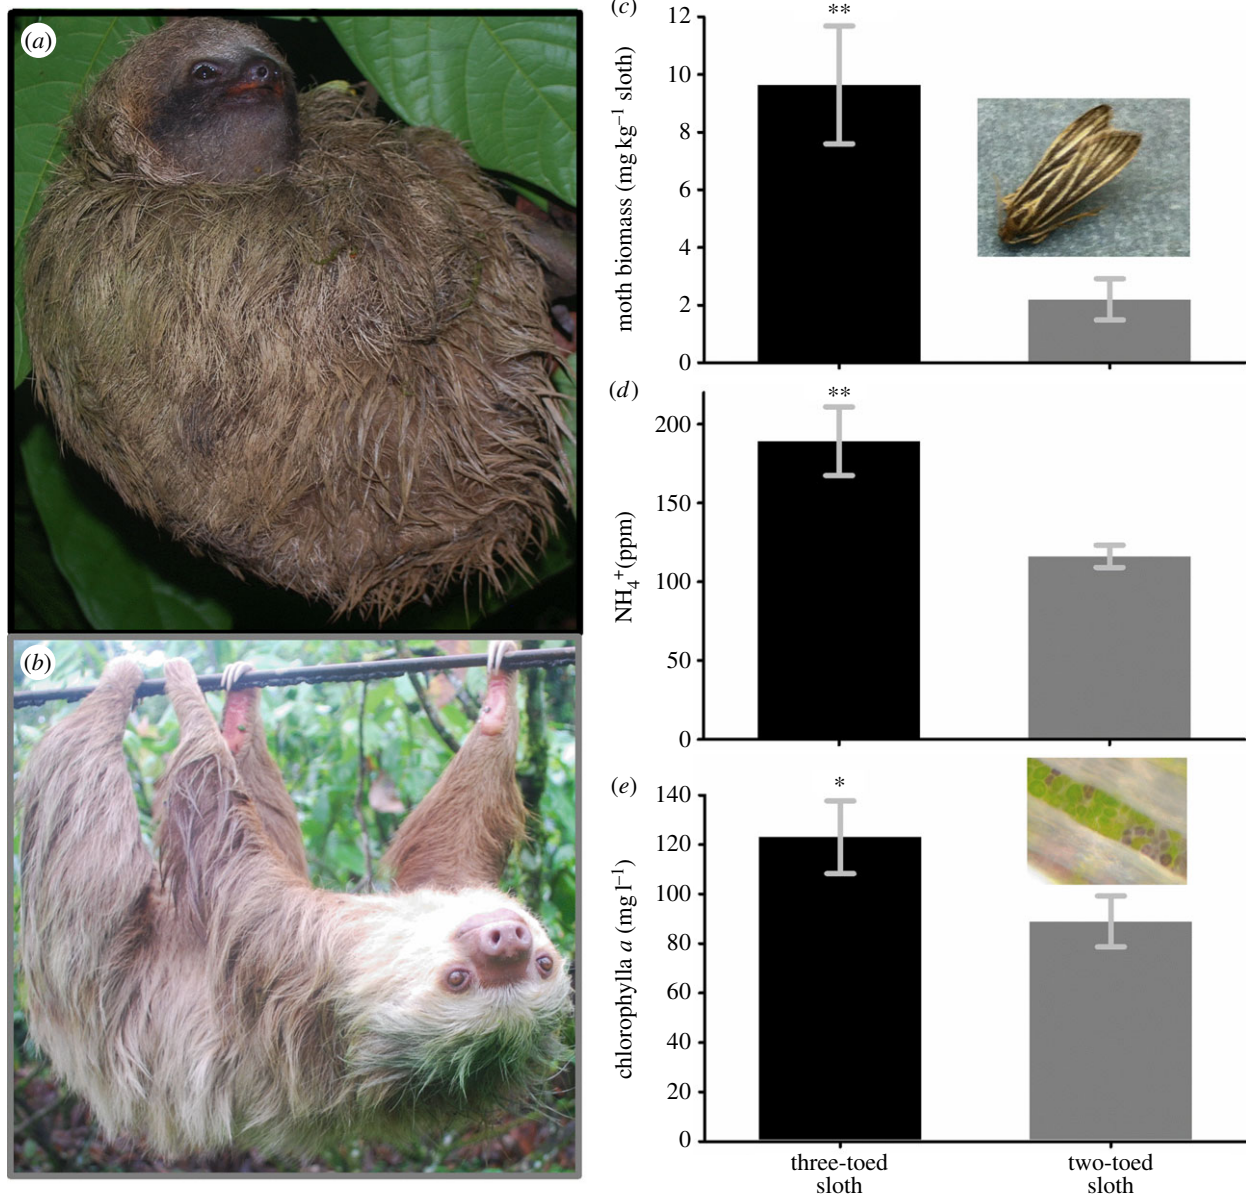 (a)
(b)
(c)
**
12
10
8
6
4
2
0
moth biomass (mg kg⁻¹ sloth)
(d)
**
200
150
100
50
0
NH₄⁺(ppm)
(e)
*
140
120
100
80
60
40
20
0
chlorophylla a (mg l⁻¹)
three-toed
sloth
two-toed
sloth